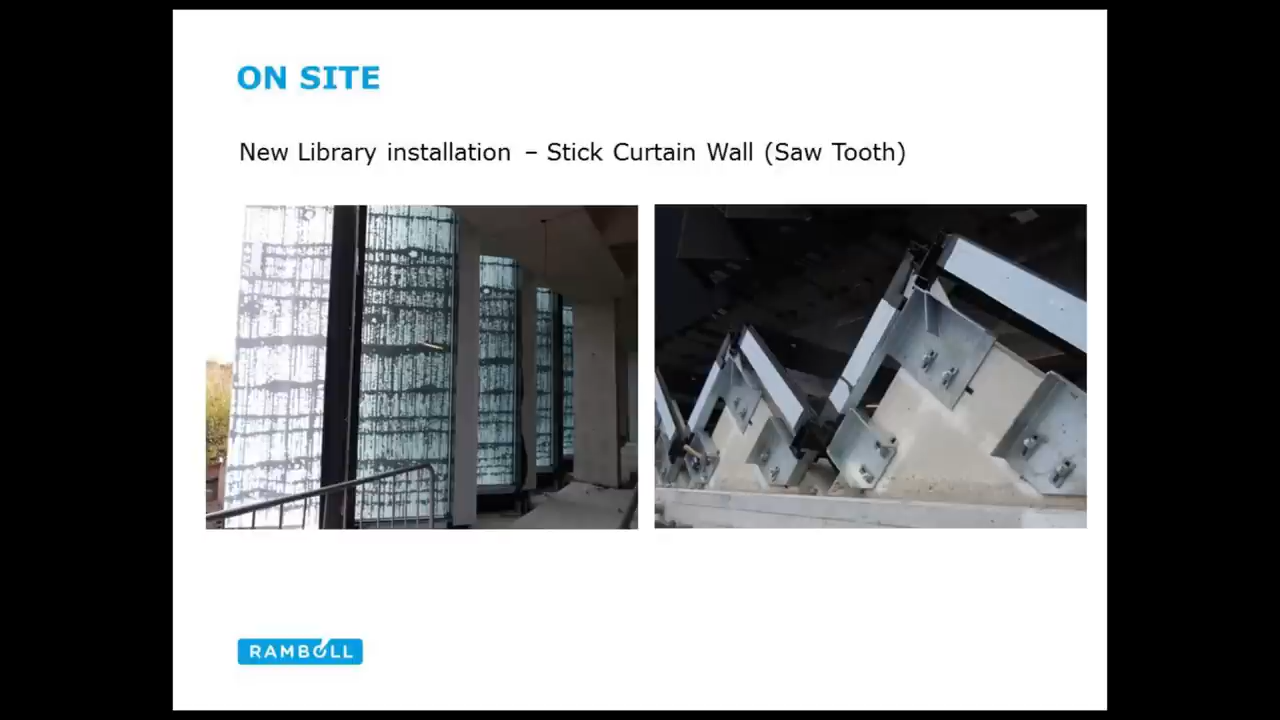 ON SITE
New Library installation – Stick Curtain Wall (Saw Tooth)
RAMBOLL